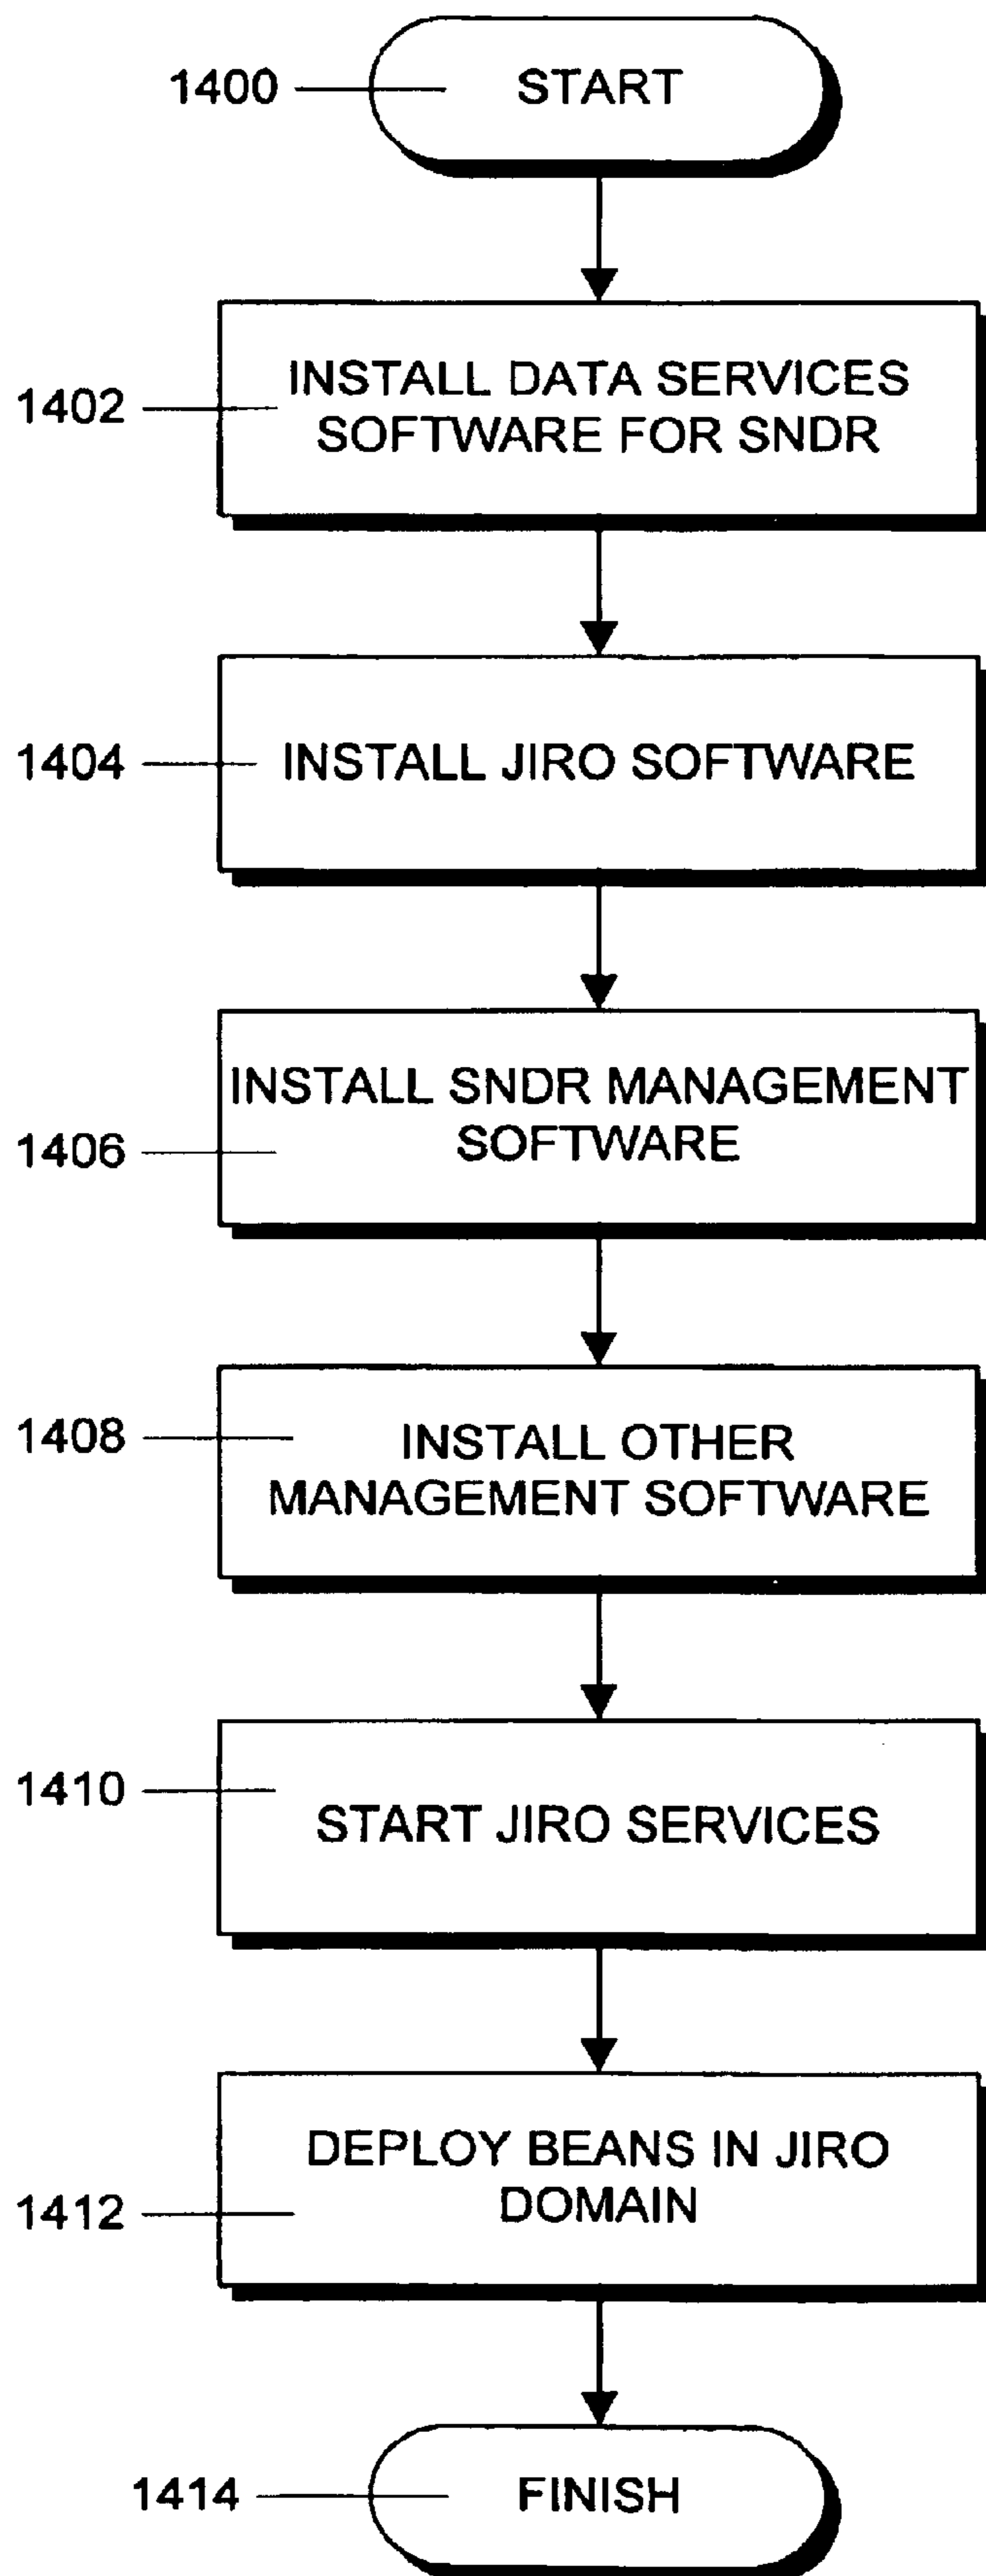 1400 START
1402 INSTALL DATA SERVICES
SOFTWARE FOR SNDR
1404 INSTALL JIRO SOFTWARE
INSTALL SNDR MANAGEMENT
1406 SOFTWARE
1408 INSTALL OTHER
MANAGEMENT SOFTWARE
1410 START JIRO SERVICES
DEPLOY BEANS IN JIRO
1412 DOMAIN
1414 FINISH